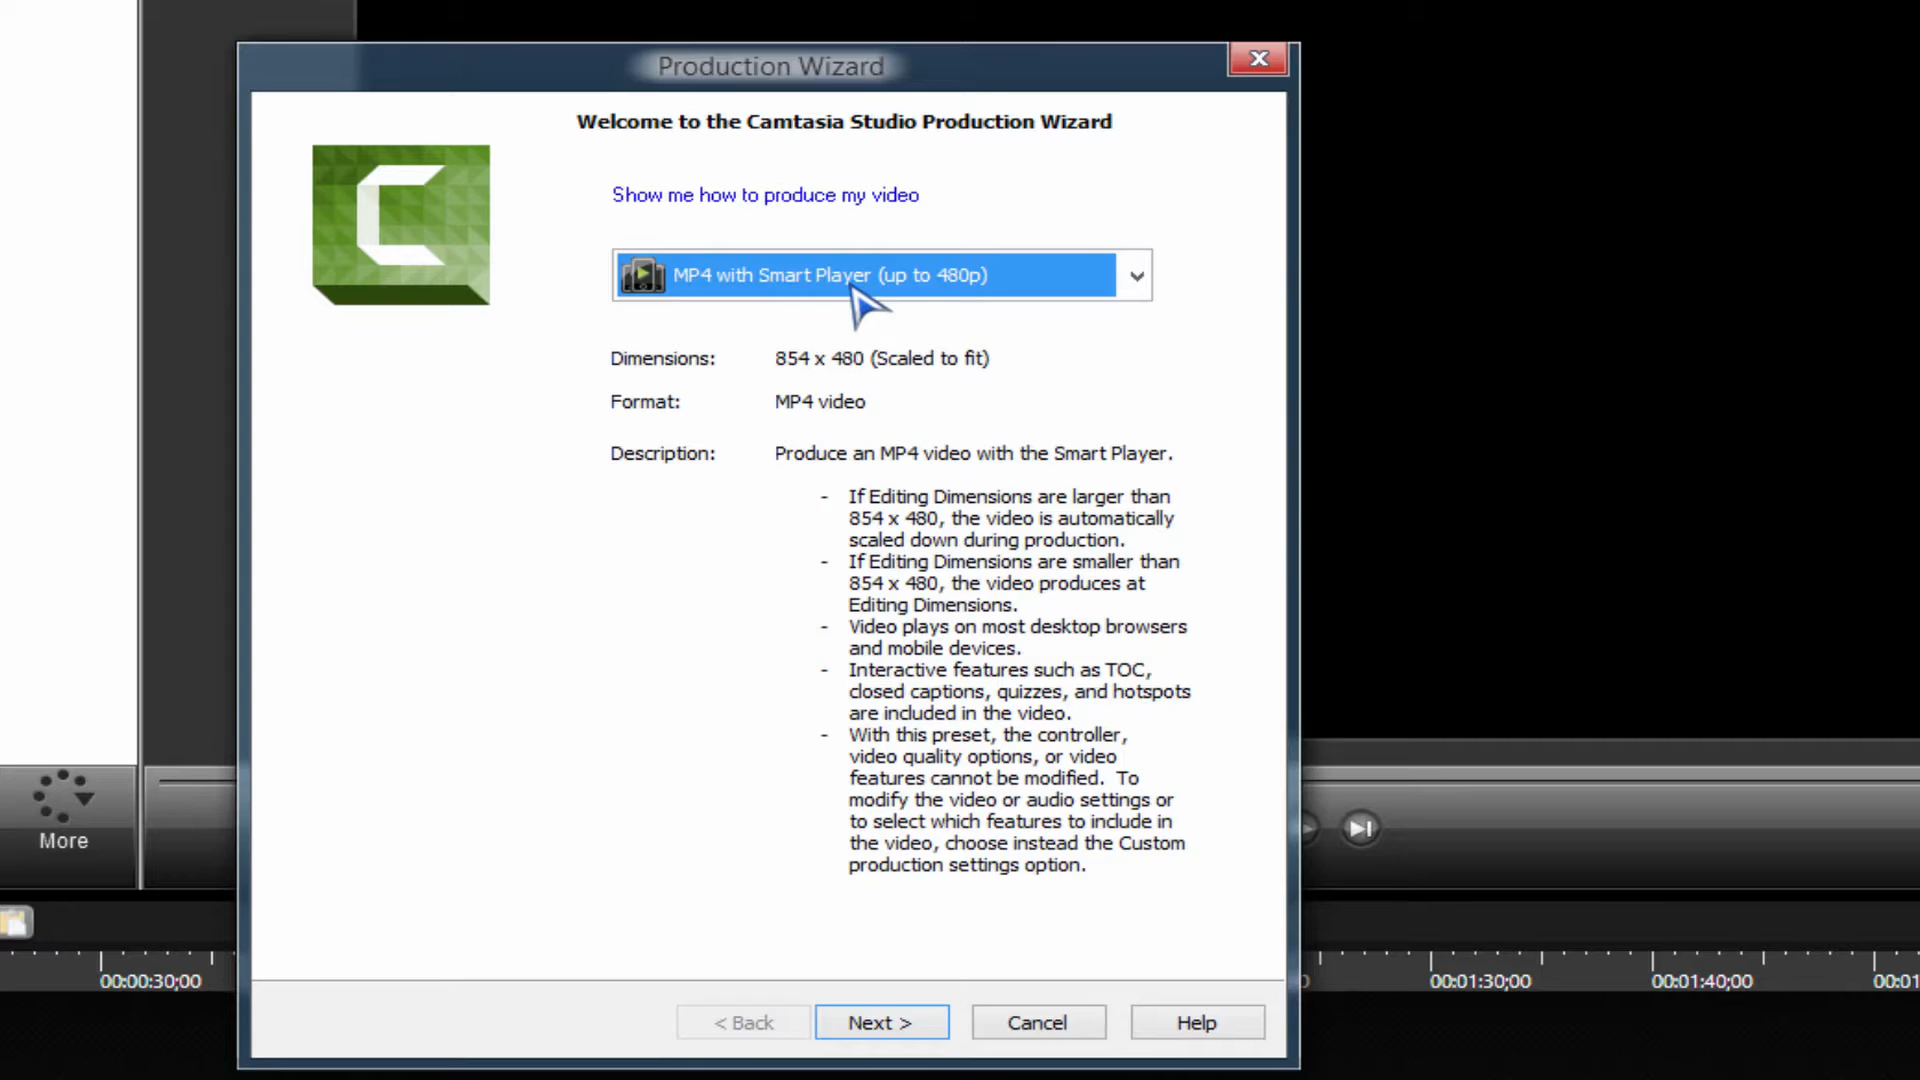 Production Wizard
Welcome to the Camtasia Studio Production Wizard
Show me how to produce my video
MP4 with Smart Player (up to 480p)
Dimensions: 854 x 480 (Scaled to fit)
Format: MP4 video
Description: Produce an MP4 video with the Smart Player.
- If Editing Dimensions are larger than
854 x 480, the video is automatically
scaled down during production.
- If Editing Dimensions are smaller than
854 x 480, the video produces at
Editing Dimensions.
- Video plays on most desktop browsers
and mobile devices.
- Interactive features such as TOC,
closed captions, quizzes, and hotspots
are included in the video.
- With this preset, the controller,
video quality options, or video
features cannot be modified. To
modify the video or audio settings or
to select which features to include in
the video, choose instead the Custom
production settings option.
More
00:00:30;00 00:01:30;00 00:01:40;00
< Back Next > Cancel Help